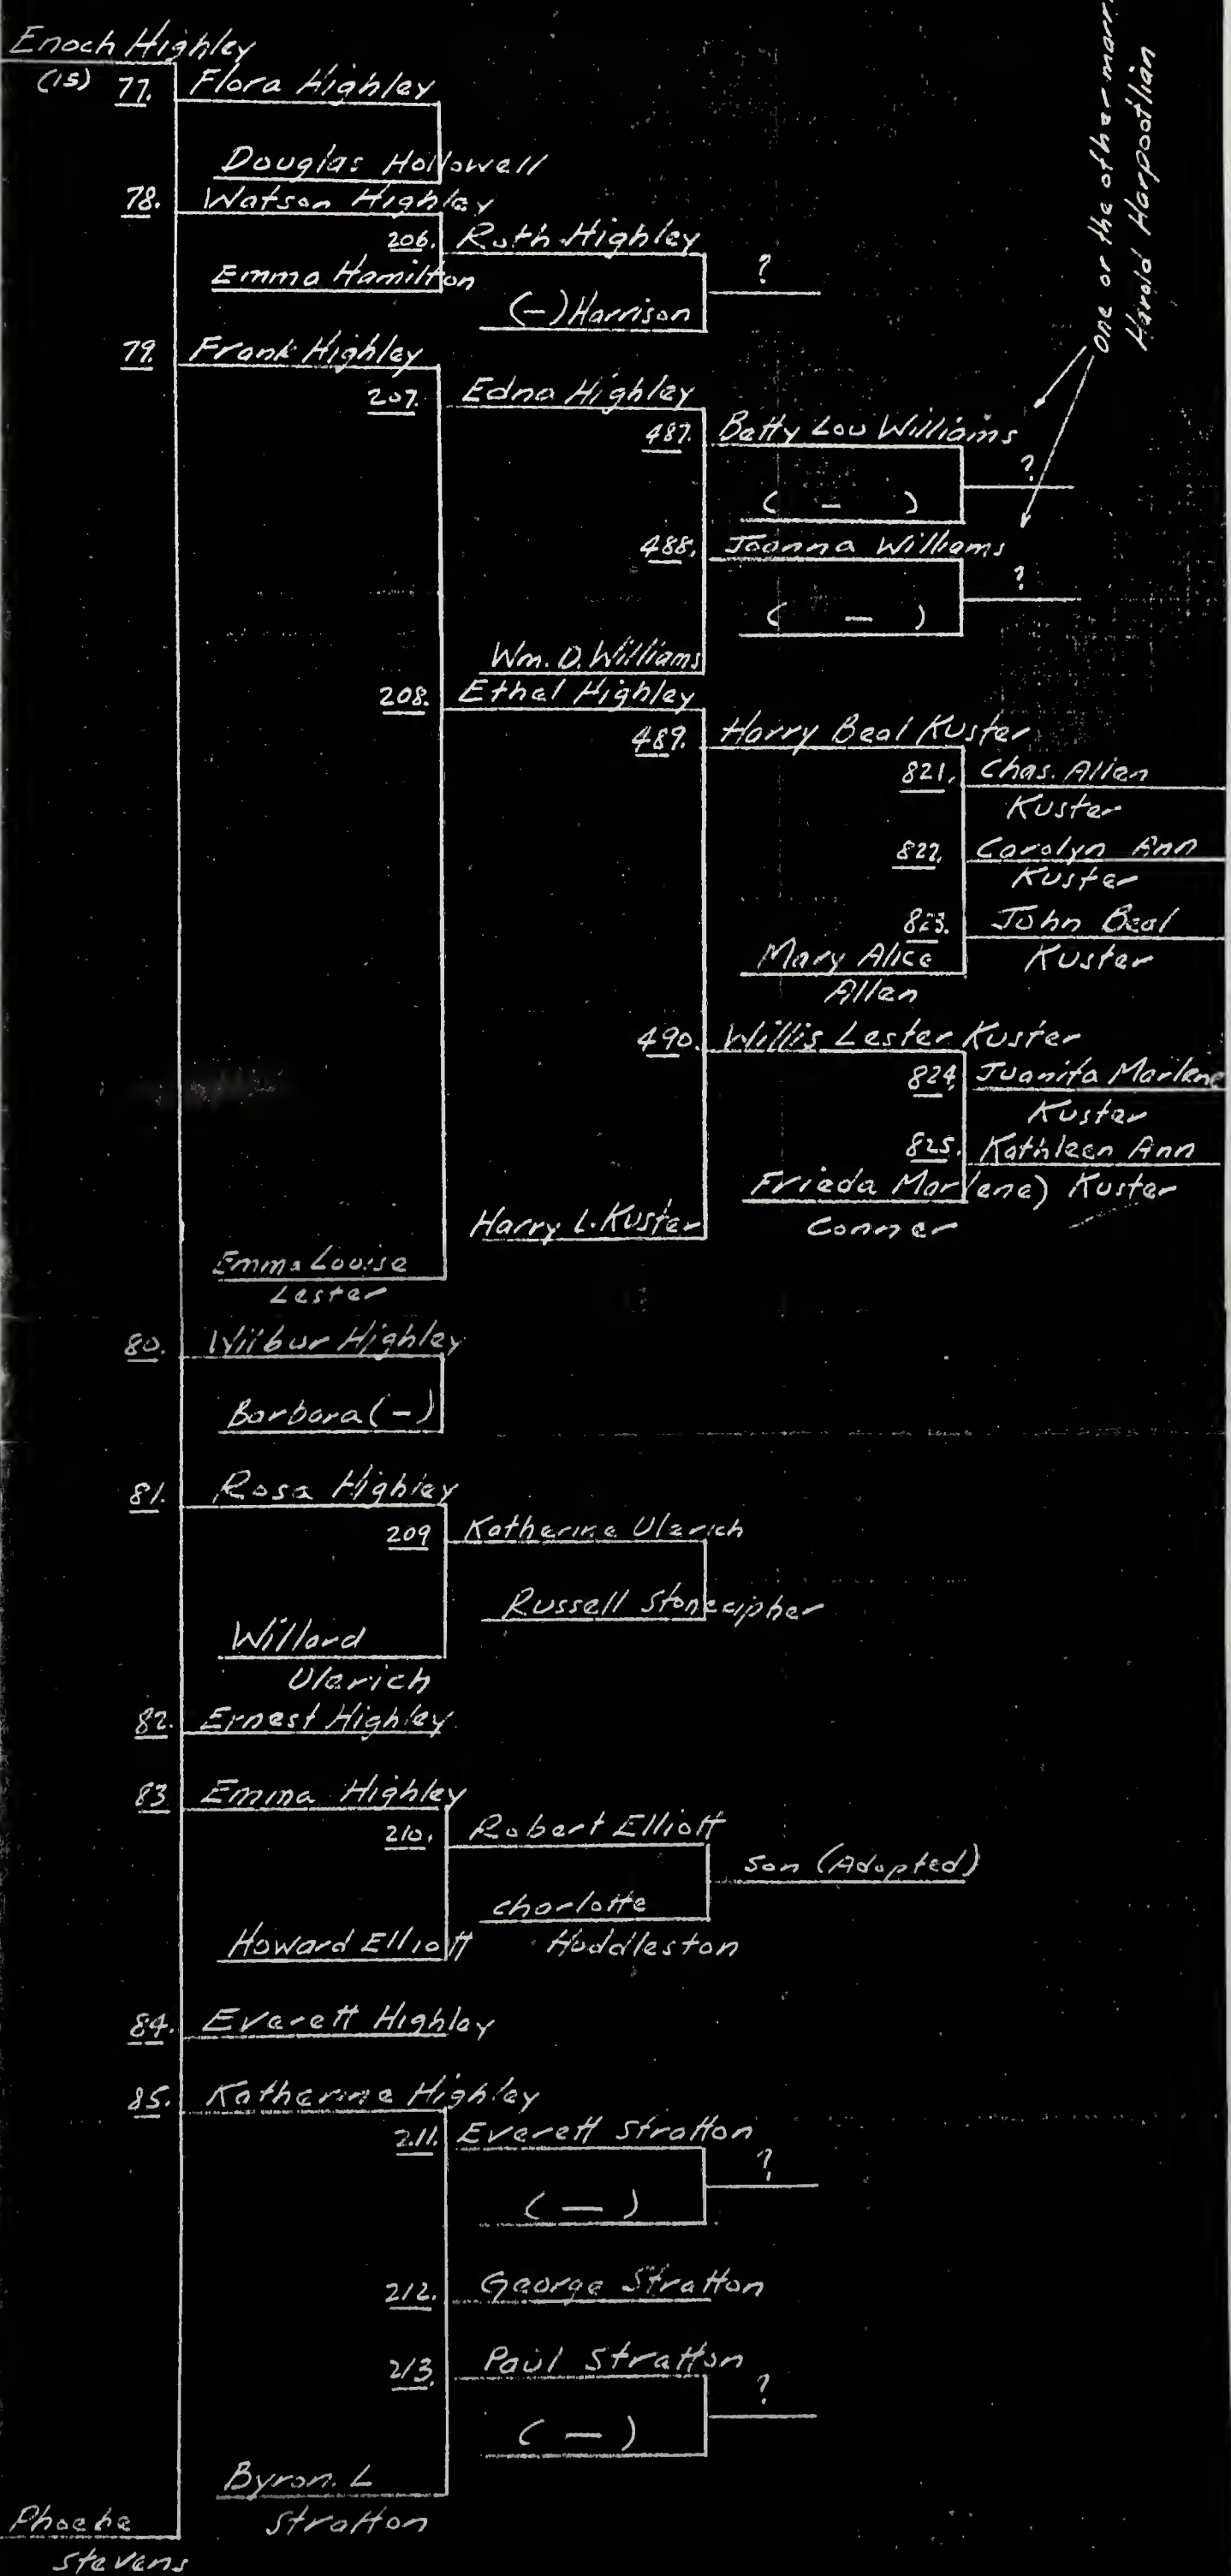 Enoch Highley
(15) 77. Flora Highley
Douglas Hollowell
78. Watson Highley
206. Ruth Highley
Emma Hamilton
?
(-) Harrison
79. Frank Highley
207. Edna Highley
487. Betty Lou Williams
?
( - )
488. Joanna Williams
?
( - )
one or the other
Harold Harpootlian
Wm. D. Williams
208. Ethel Highley
489. Harry Beal Kuster
821. Chas. Allen
Kuster
822. Carolyn Ann
Kuster
823. John Beal
Kuster
Mary Alice
Allen
490. Willis Lester Kuster
824. Juanita Marlene
Kuster
825. Kathleen Ann
Kuster
Frieda Marlene)
Conner
Harry L. Kuster
Emma Louise
Lester
80. Wilbur Highley
Barbara (-)
81. Rosa Highley
209 Katherine Ulerich
Russell Stonecipher
Willard
Ulerich
82. Ernest Highley
83 Emma Highley
210. Robert Elliott
son (Adopted)
charlotte
Huddleston
Howard Elliott
84. Everett Highley
85. Katherine Highley
211. Everett Stratton
?
( - )
212. George Stratton
213. Paul Stratton
?
( - )
Byron. L
Stratton
Phoebe
Stevens